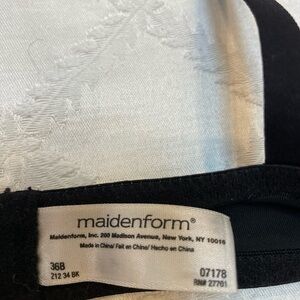 maidenform®
Maidenform, Inc. 200 Madison Avenue, New York, NY 10016
Made in China/ Fait en Chine/ Hecho en China
36B 07178
212 34 BK RN# 27701